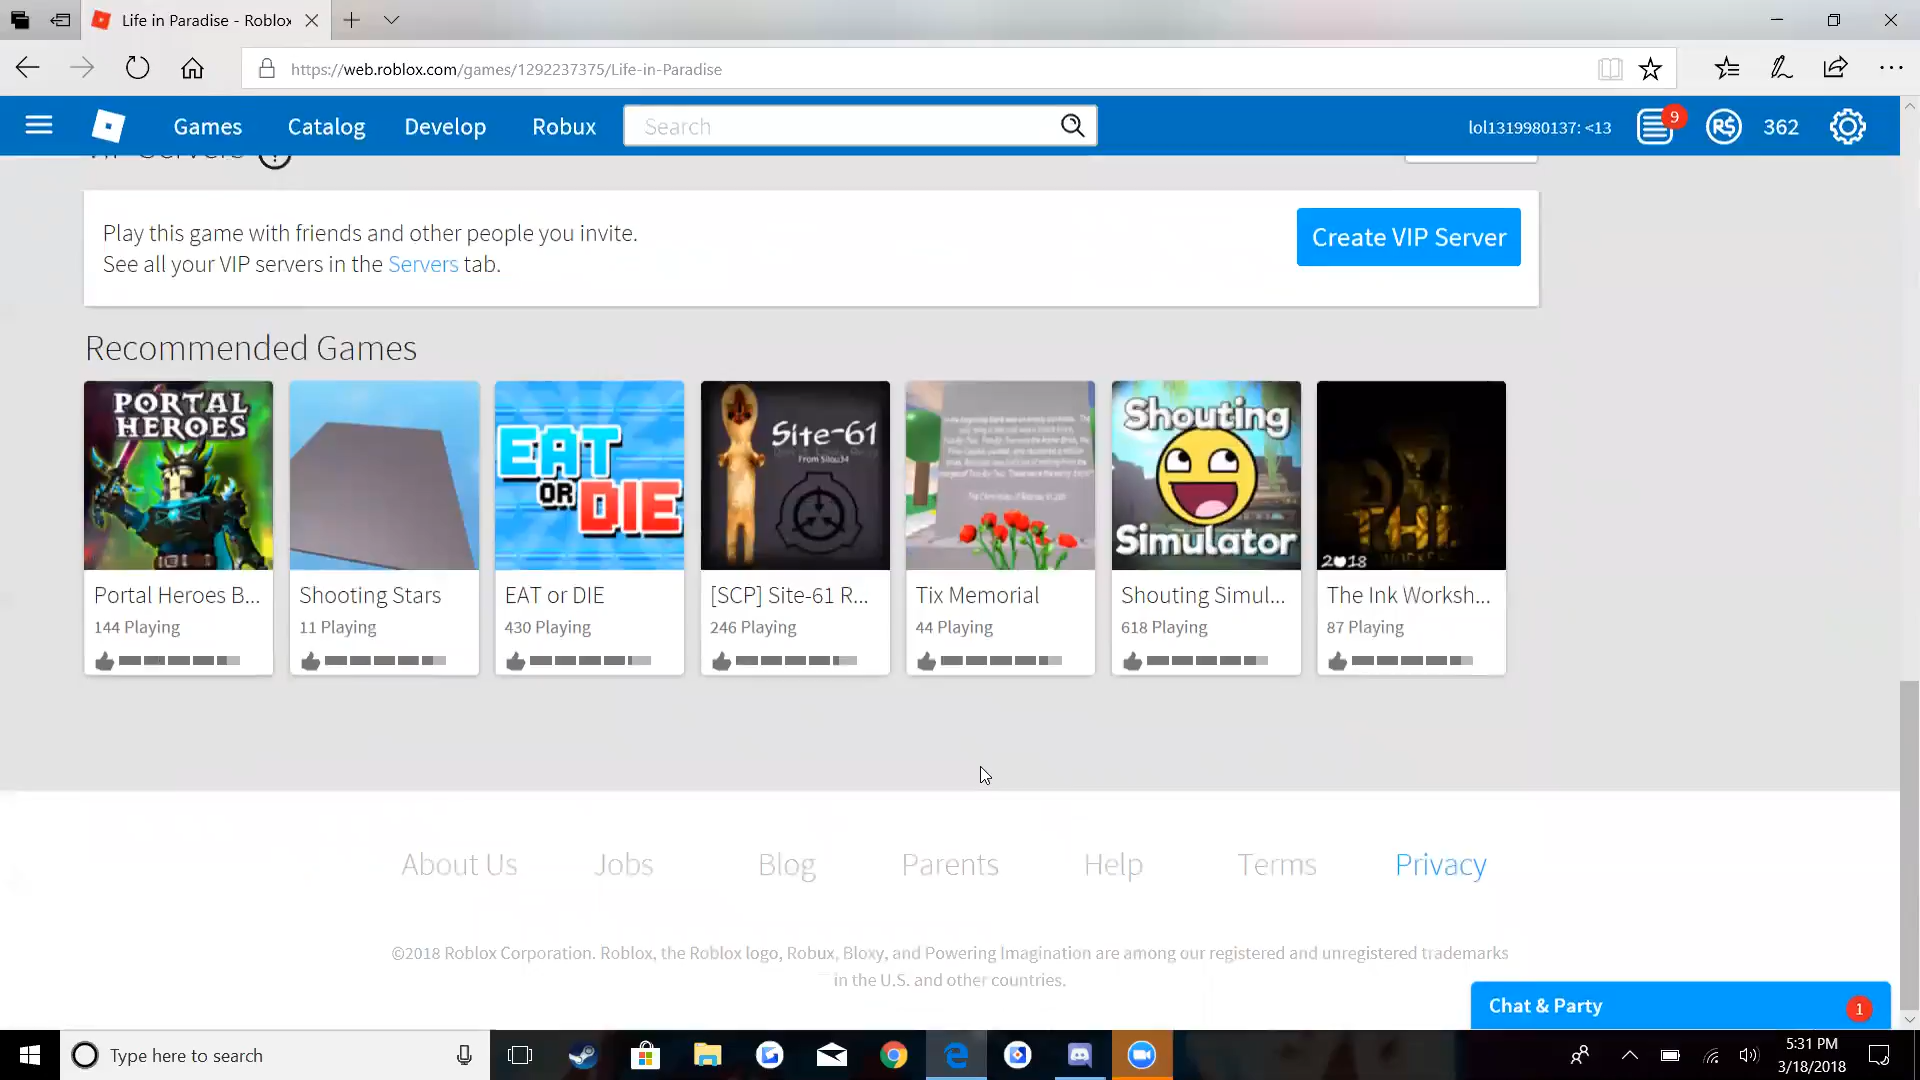 Life in Paradise - Roblox
https://web.roblox.com/games/1292237375/Life-in-Paradise
Games
Catalog
Develop
Robux
Search
lol1319980137: <13
9
R$
362
VIP Servers
Play this game with friends and other people you invite.
See all your VIP servers in the Servers tab.
Create VIP Server
Recommended Games
PORTAL
HEROES
EAT
OR DIE
Site-61
From Silou34
Shouting
Simulator
2018
THE
Portal Heroes B...
Shooting Stars
EAT or DIE
[SCP] Site-61 R...
Tix Memorial
Shouting Simul...
The Ink Worksh...
144 Playing
11 Playing
430 Playing
246 Playing
44 Playing
618 Playing
87 Playing
About Us
Jobs
Blog
Parents
Help
Terms
Privacy
©2018 Roblox Corporation. Roblox, the Roblox logo, Robux, Bloxy, and Powering Imagination are among our registered and unregistered trademarks
in the U.S. and other countries.
Chat & Party
1
Type here to search
5:31 PM
3/18/2018